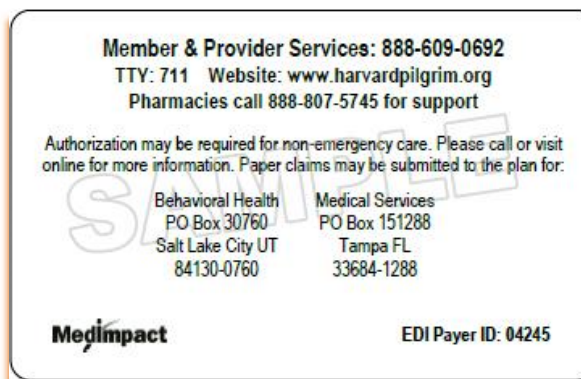 Member & Provider Services: 888-609-0692
TTY: 711 Website: www.harvardpilgrim.org
Pharmacies call 888-807-5745 for support
Authorization may be required for non-emergency care. Please call or visit
online for more information. Paper claims may be submitted to the plan for:
SAMPLE
Behavioral Health Medical Services
PO Box 30760 PO Box 151288
Salt Lake City UT Tampa FL
84130-0760 33684-1288
Medimpact EDI Payer ID: 04245